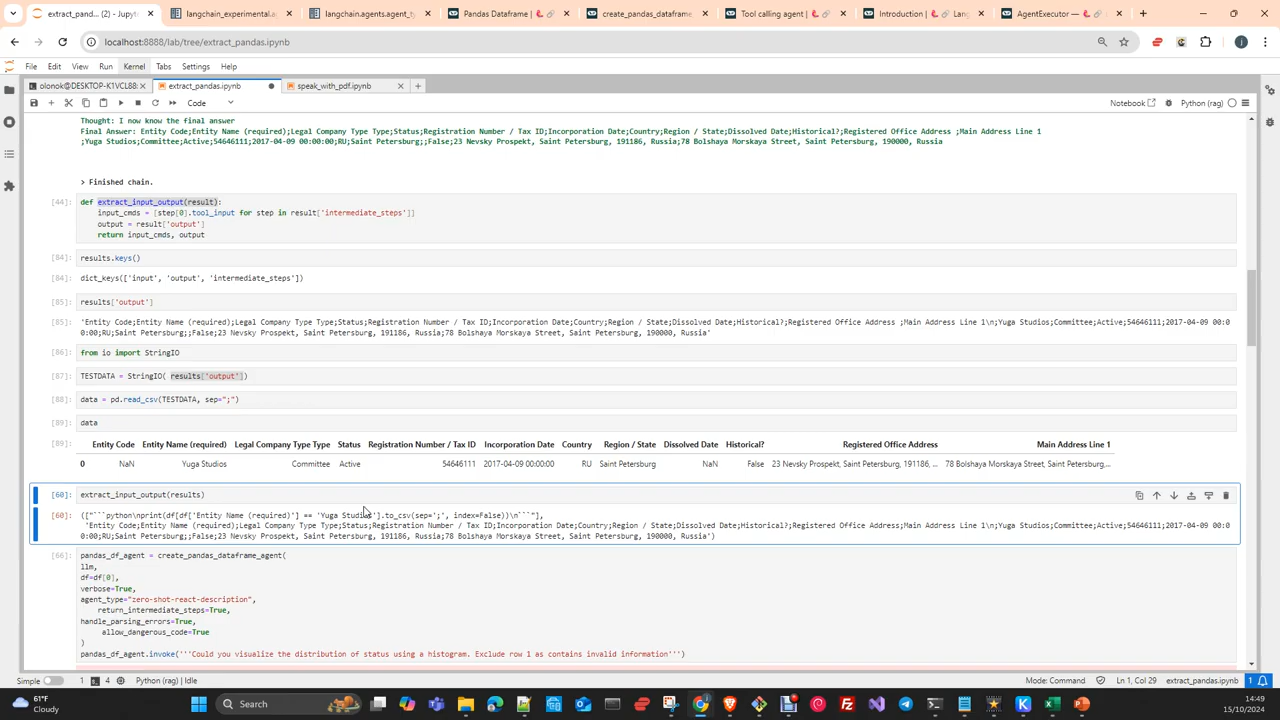 extract_pand... (2) - Jupyt
langchain_experimental.a
langchain.agents.agent_ty
Pandas Dataframe | Lan
create_pandas_datafram
Tool calling agent |
Introduction | Lang
AgentExecutor —
localhost:8888/lab/tree/extract_pandas.ipynb
File Edit View Run Kernel Tabs Settings Help
olonok@DESKTOP-K1VCL88: extract_pandas.ipynb speak_with_pdf.ipynb
Code Notebook Python (rag)
Thought: I now know the final answer
Final Answer: Entity Code;Entity Name (required);Legal Company Type Type;Status;Registration Number / Tax ID;Incorporation Date;Country;Region / State;Dissolved Date;Historical?;Registered Office Address ;Main Address Line 1
;Yuga Studios;Committee;Active;54646111;2017-04-09 00:00:00;RU;Saint Petersburg;;False;23 Nevsky Prospekt, Saint Petersburg, 191186, Russia;78 Bolshaya Morskaya Street, Saint Petersburg, 190000, Russia
> Finished chain.
[44]: def extract_input_output(result):
input_cmds = [step[0].tool_input for step in result['intermediate_steps']]
output = result['output']
return input_cmds, output
[84]: results.keys()
[84]: dict_keys(['input', 'output', 'intermediate_steps'])
[85]: results['output']
[85]: 'Entity Code;Entity Name (required);Legal Company Type Type;Status;Registration Number / Tax ID;Incorporation Date;Country;Region / State;Dissolved Date;Historical?;Registered Office Address ;Main Address Line 1\n;Yuga Studios;Committee;Active;54646111;2017-04-09 00:0
0:00;RU;Saint Petersburg;;False;23 Nevsky Prospekt, Saint Petersburg, 191186, Russia;78 Bolshaya Morskaya Street, Saint Petersburg, 190000, Russia'
[86]: from io import StringIO
[87]: TESTDATA = StringIO( results['output'])
[88]: data = pd.read_csv(TESTDATA, sep=";")
[89]: data
[89]: Entity Code Entity Name (required) Legal Company Type Type Status Registration Number / Tax ID Incorporation Date Country Region / State Dissolved Date Historical? Registered Office Address Main Address Line 1
0 NaN Yuga Studios Committee Active 54646111 2017-04-09 00:00:00 RU Saint Petersburg NaN False 23 Nevsky Prospekt, Saint Petersburg, 191186, ... 78 Bolshaya Morskaya Street, Saint Petersburg,...
[60]: extract_input_output(results)
[60]: (["```python\nprint(df[df['Entity Name (required)'] == 'Yuga Studios'].to_csv(sep=';', index=False))\n```"],
'Entity Code;Entity Name (required);Legal Company Type Type;Status;Registration Number / Tax ID;Incorporation Date;Country;Region / State;Dissolved Date;Historical?;Registered Office Address ;Main Address Line 1\n;Yuga Studios;Committee;Active;54646111;2017-04-09 00:0
0:00;RU;Saint Petersburg;;False;23 Nevsky Prospekt, Saint Petersburg, 191186, Russia;78 Bolshaya Morskaya Street, Saint Petersburg, 190000, Russia')
[66]: pandas_df_agent = create_pandas_dataframe_agent(
llm,
df=df[0],
verbose=True,
agent_type="zero-shot-react-description",
return_intermediate_steps=True,
handle_parsing_errors=True,
allow_dangerous_code=True
)
pandas_df_agent.invoke('''Could you visualize the distribution of status using a histogram. Exclude row 1 as contains invalid information''')
Simple 1 4 Python (rag) | Idle Mode: Command Ln 1, Col 29 extract_pandas.ipynb 1
61°F
Cloudy
Search
14:49
15/10/2024